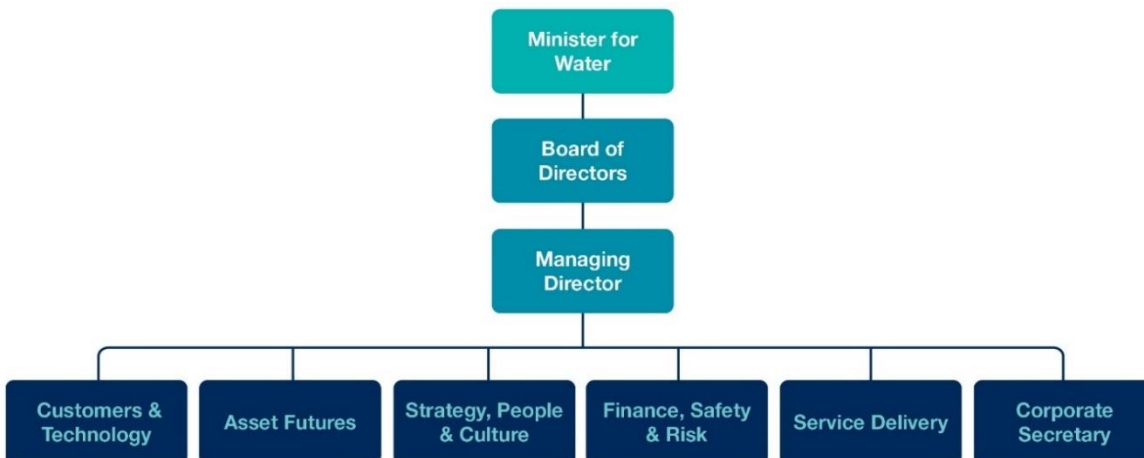 Minister for
Water
Board of
Directors
Managing
Director
Customers &
Technology
Asset Futures
Strategy, People
& Culture
Finance, Safety
& Risk
Service Delivery
Corporate
Secretary